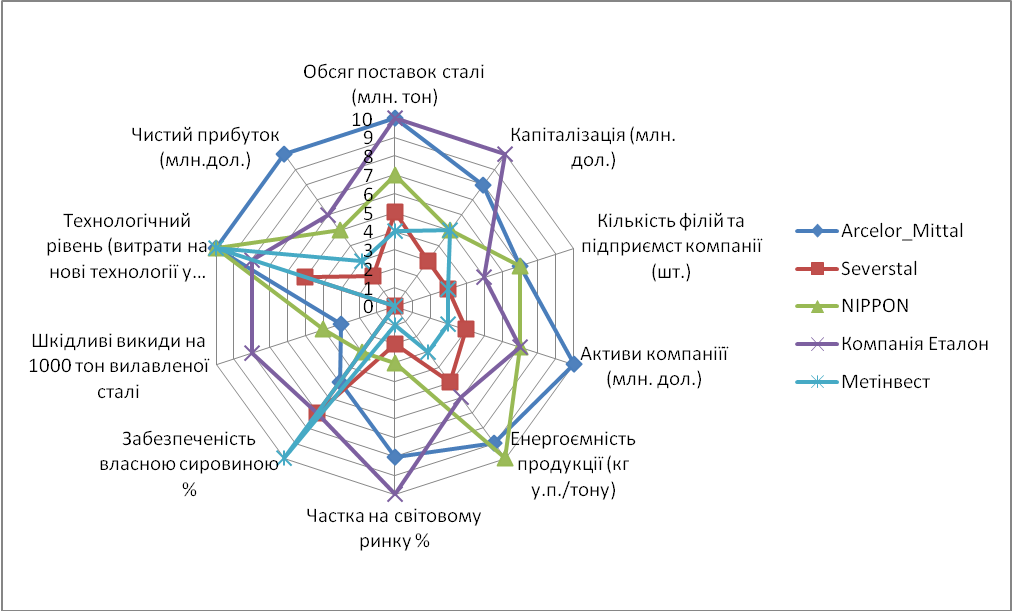 Обсяг поставок сталі
(млн. тон)
Капіталізація (млн.
дол.)
Кількість філій та
підприємст компанії
(шт.)
Активи компаніїї
(млн. дол.)
Енергоємність
продукції (кг
у.п./тону)
Частка на світовому
ринку %
Забезпеченість
власною сировиною
%
Шкідливі викиди на
1000 тон вилавленої
сталі
Технологічний
рівень (витрати на
нові технології у...
Чистий прибуток
(млн.дол.)
10
9
8
7
6
5
4
3
2
1
0
Arcelor_Mittal
Severstal
NIPPON
Компанія Еталон
Метінвест